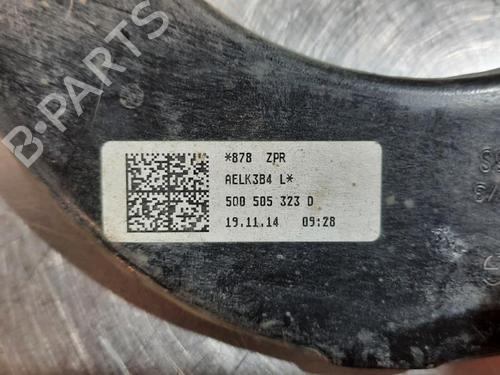 *878 ZPR
AELK3B4 L*
5Q0 505 323 D
19.11.14 09:28
B-PARTS